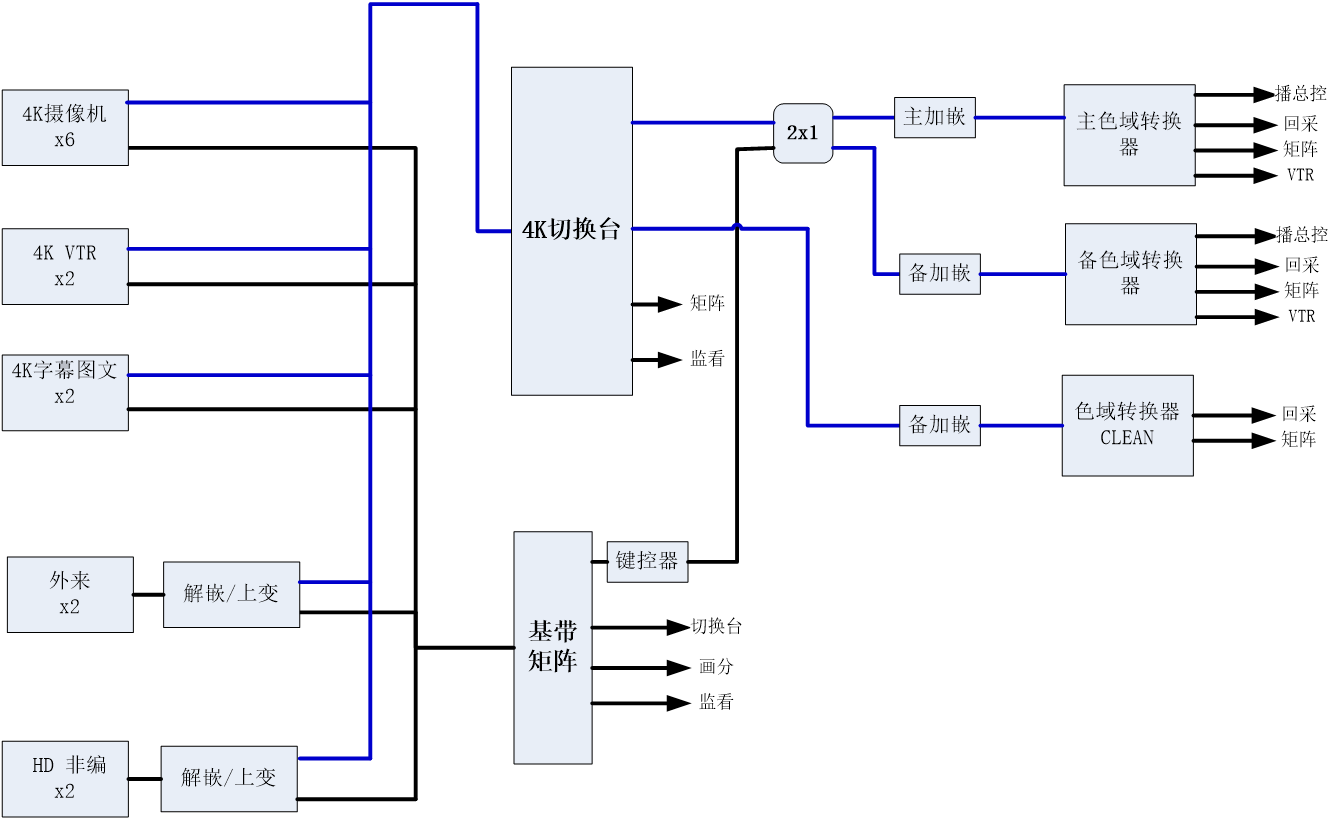 4K摄像机
x6
4K VTR
x2
4K字幕图文
x2
外来
x2
解嵌/上变
HD 非编
x2
解嵌/上变
4K切换台
矩阵
监看
基带
矩阵
键控器
切换台
画分
监看
2x1
主加嵌
主色域转换
器
播总控
回采
矩阵
VTR
备加嵌
备色域转换
器
播总控
回采
矩阵
VTR
备加嵌
色域转换器
CLEAN
回采
矩阵